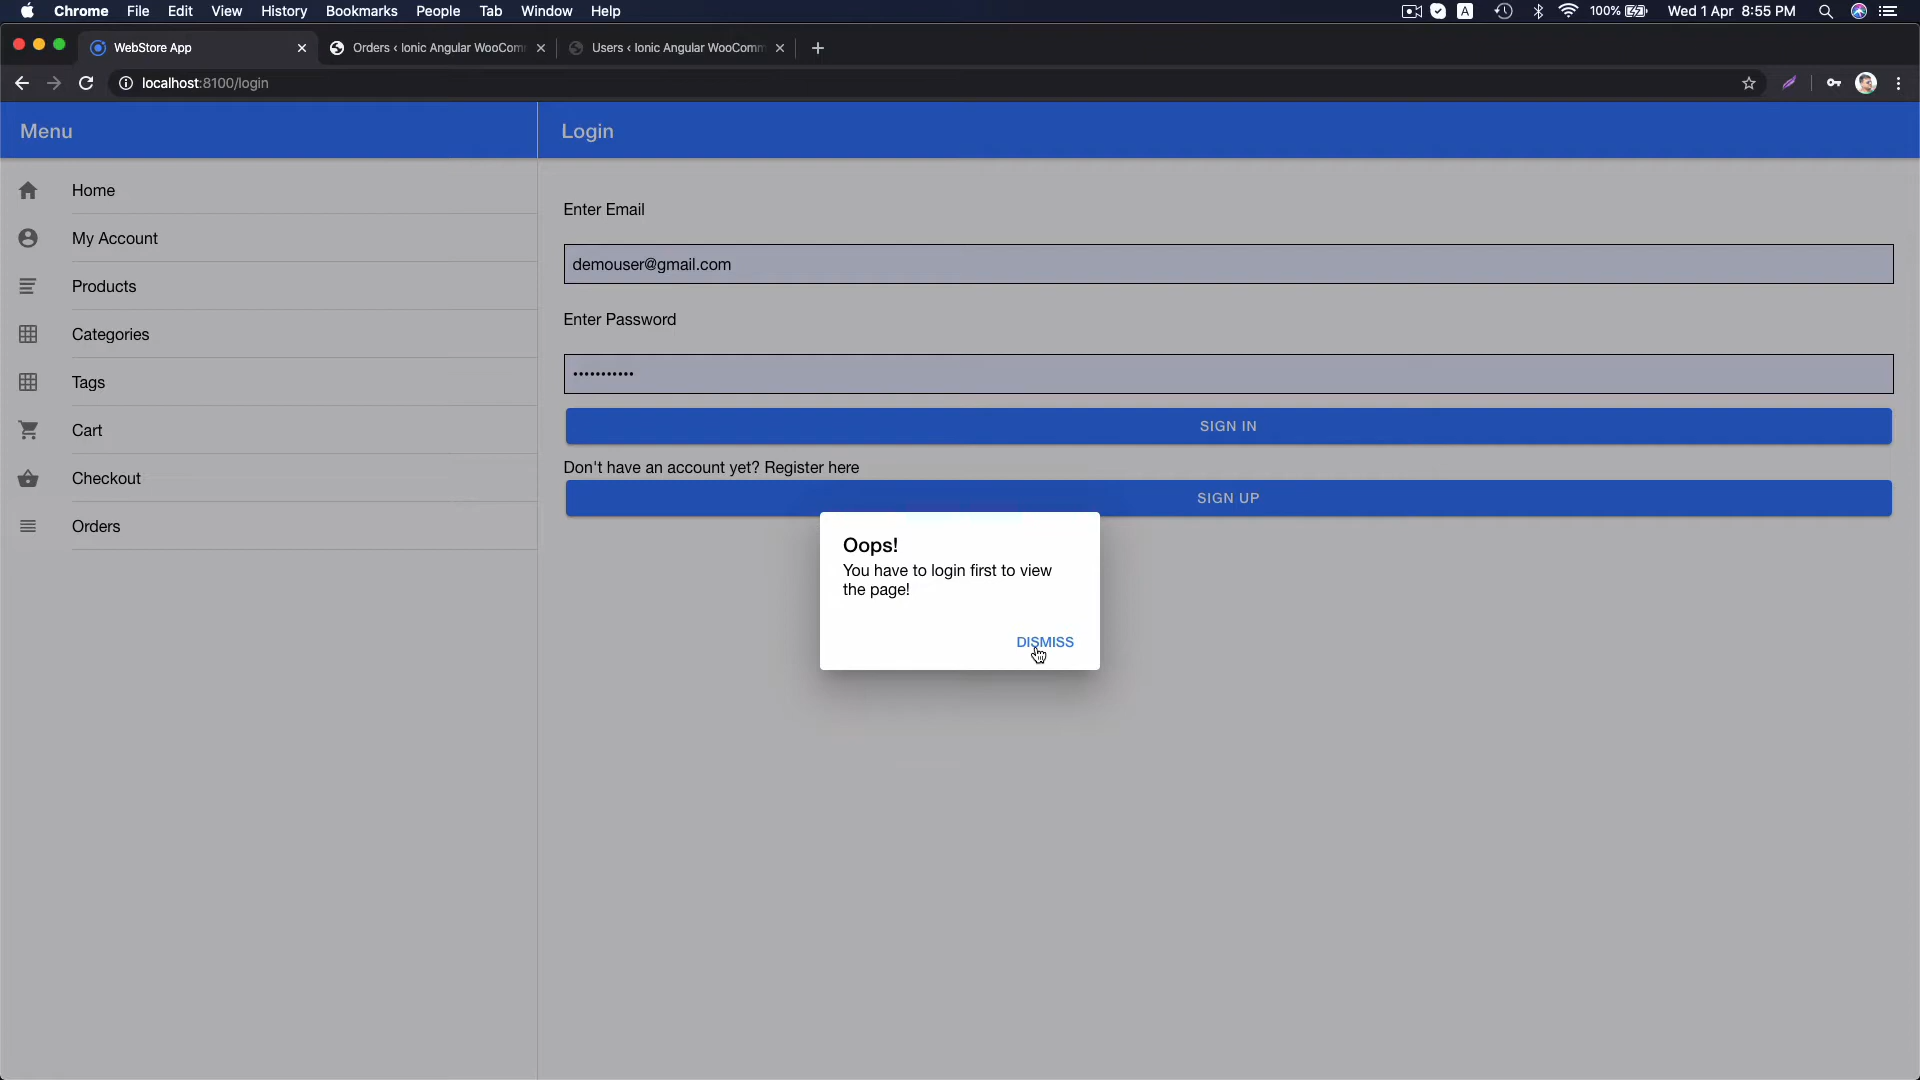 Chrome File Edit View History Bookmarks People Tab Window Help A 100% Wed 1 Apr 8:55 PM
WebStore App Orders ‹ Ionic Angular WooComm Users ‹ Ionic Angular WooComm
localhost:8100/login
Menu
Login
Home
My Account
Products
Categories
Tags
Cart
Checkout
Orders
Enter Email
demouser@gmail.com
Enter Password
•••••••••••
SIGN IN
Don't have an account yet? Register here
SIGN UP
Oops!
You have to login first to view
the page!
DISMISS